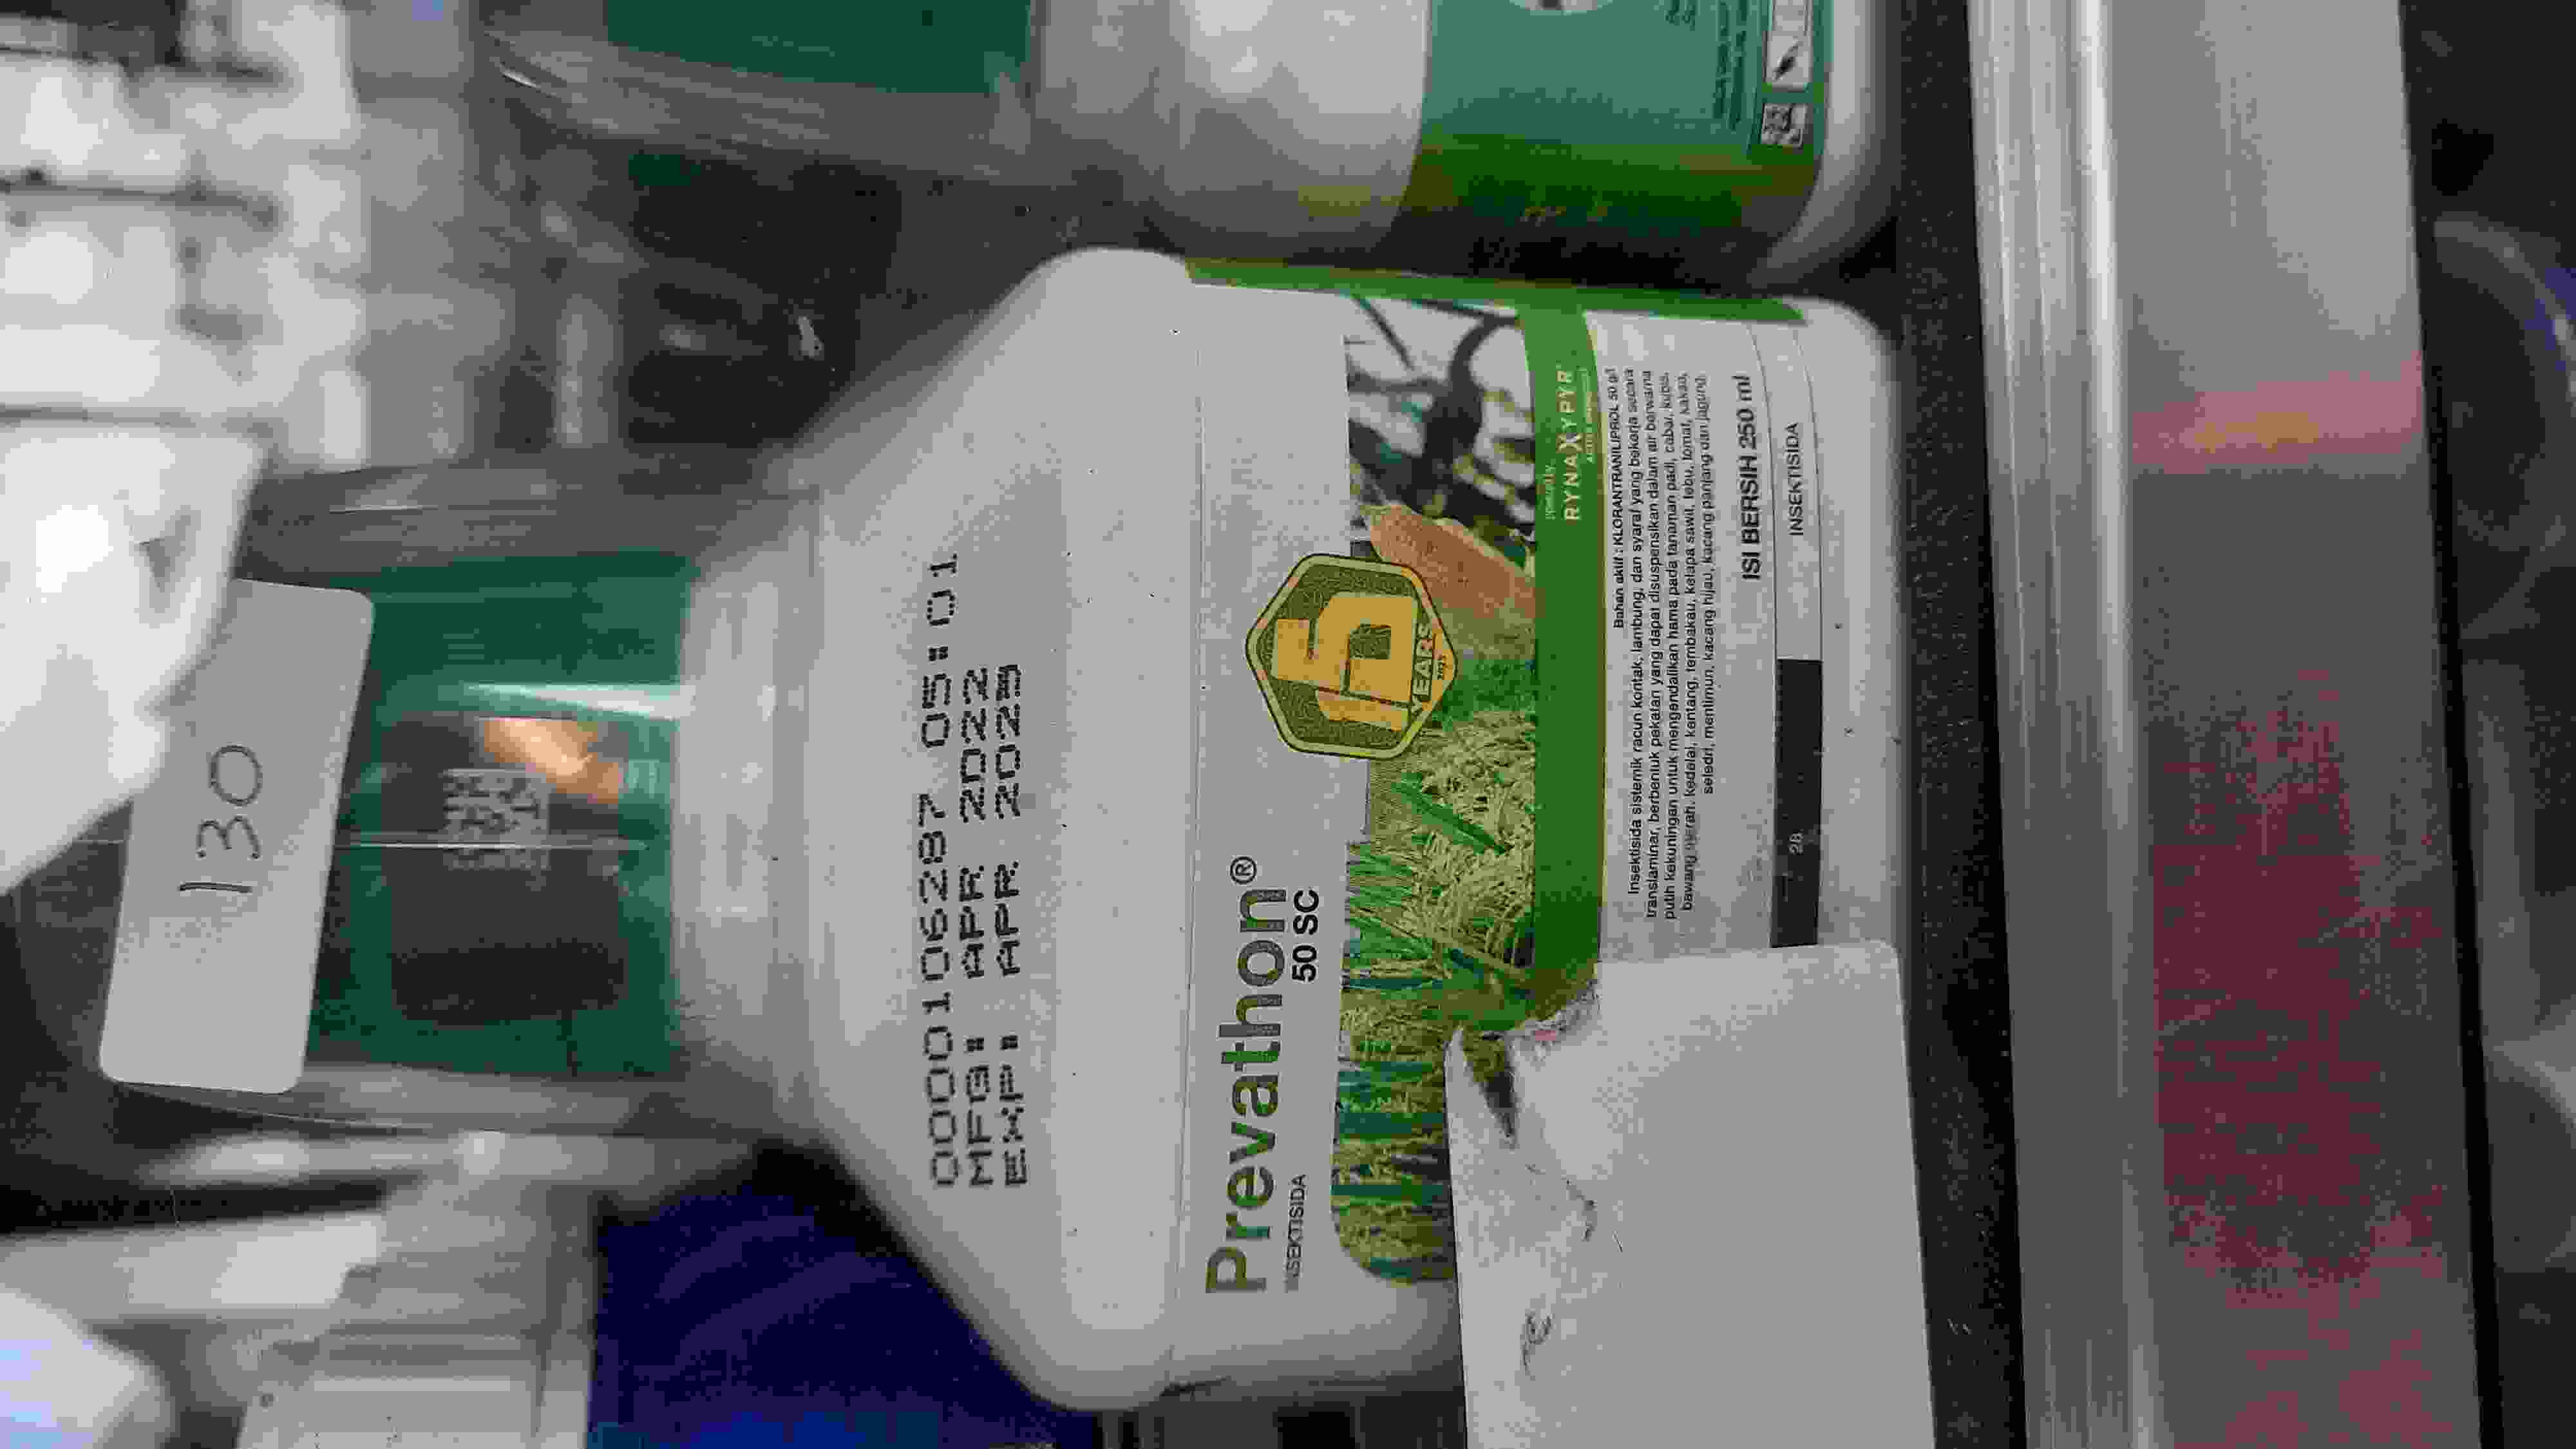 130
0000106287 05:01
MFG: APR 2022
EXP: APR 2025
Prevathon®
INSEKTISIDA
50 SC
15
YEARS
powered by
RYNAXYPYR®
Bahan aktif : KLORANTRANILIPROL 50 g/l
Insektisida sistemik racun kontak, lambung, dan syaraf yang bekerja secara
translaminar, berbentuk pekatan yang dapat disuspensikan dalam air berwarna
putih kekuningan untuk mengendalikan hama pada tanaman padi, cabai, kubis,
bawang merah, kedelai, kentang, tembakau, kelapa sawit, tebu, tomat, kakao,
seledri, mentimun, kacang hijau, kacang panjang dan jagung.
ISI BERSIH 250 ml
28
INSEKTISIDA